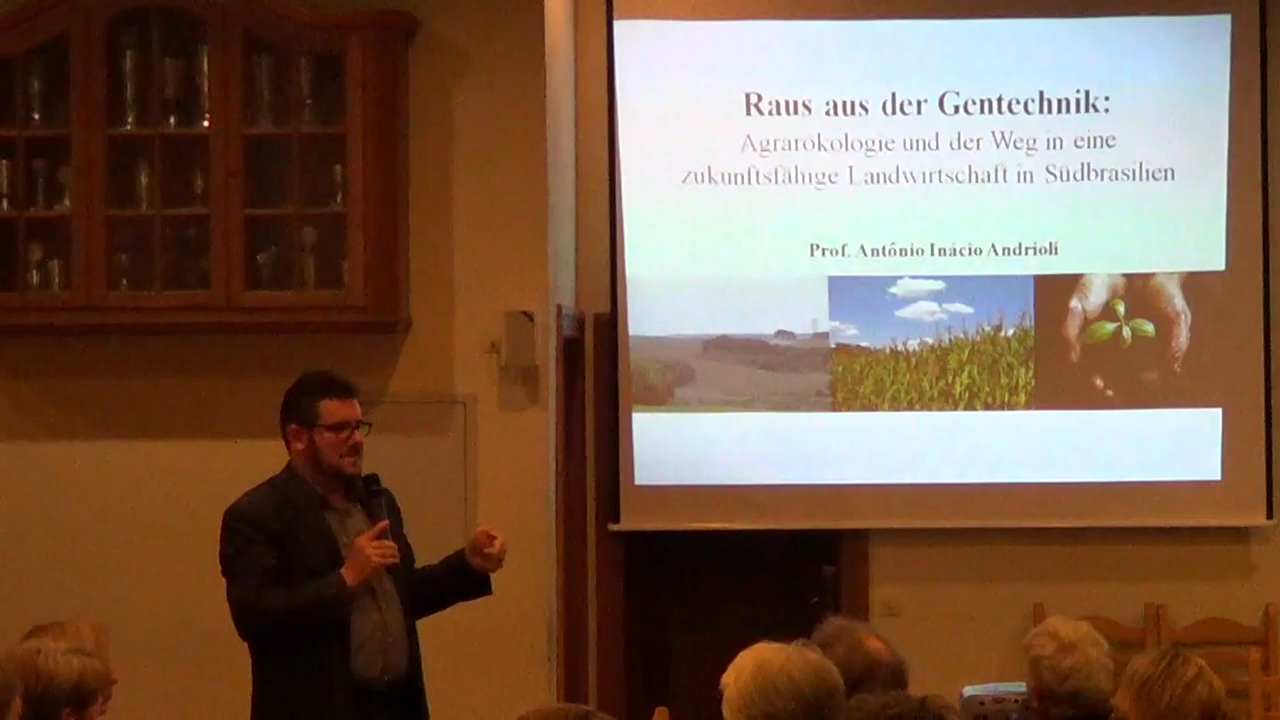 Raus aus der Gentechnik:
Agrarökologie und der Weg in eine
zukunftsfähige Landwirtschaft in Südbrasilien
Prof. Antônio Inácio Andrioli